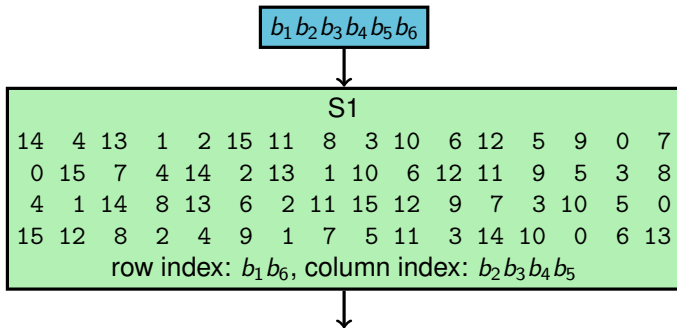 b₁b₂b₃b₄b₅b₆
S1
14 4 13 1 2 15 11 8 3 10 6 12 5 9 0 7
0 15 7 4 14 2 13 1 10 6 12 11 9 5 3 8
4 1 14 8 13 6 2 11 15 12 9 7 3 10 5 0
15 12 8 2 4 9 1 7 5 11 3 14 10 0 6 13
row index: b₁b₆, column index: b₂b₃b₄b₅